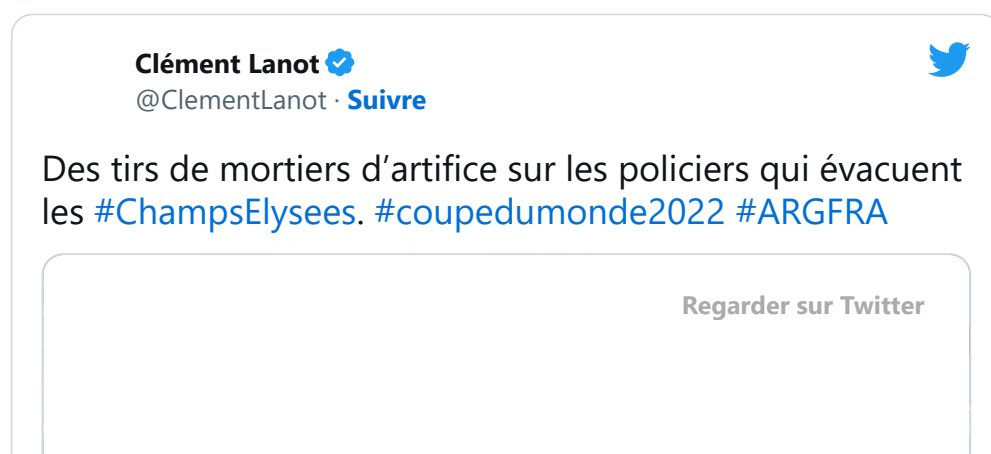 Clément Lanot
@ClementLanot · Suivre
Des tirs de mortiers d’artifice sur les policiers qui évacuent
les #ChampsElysees. #coupedumonde2022 #ARGFRA
Regarder sur Twitter